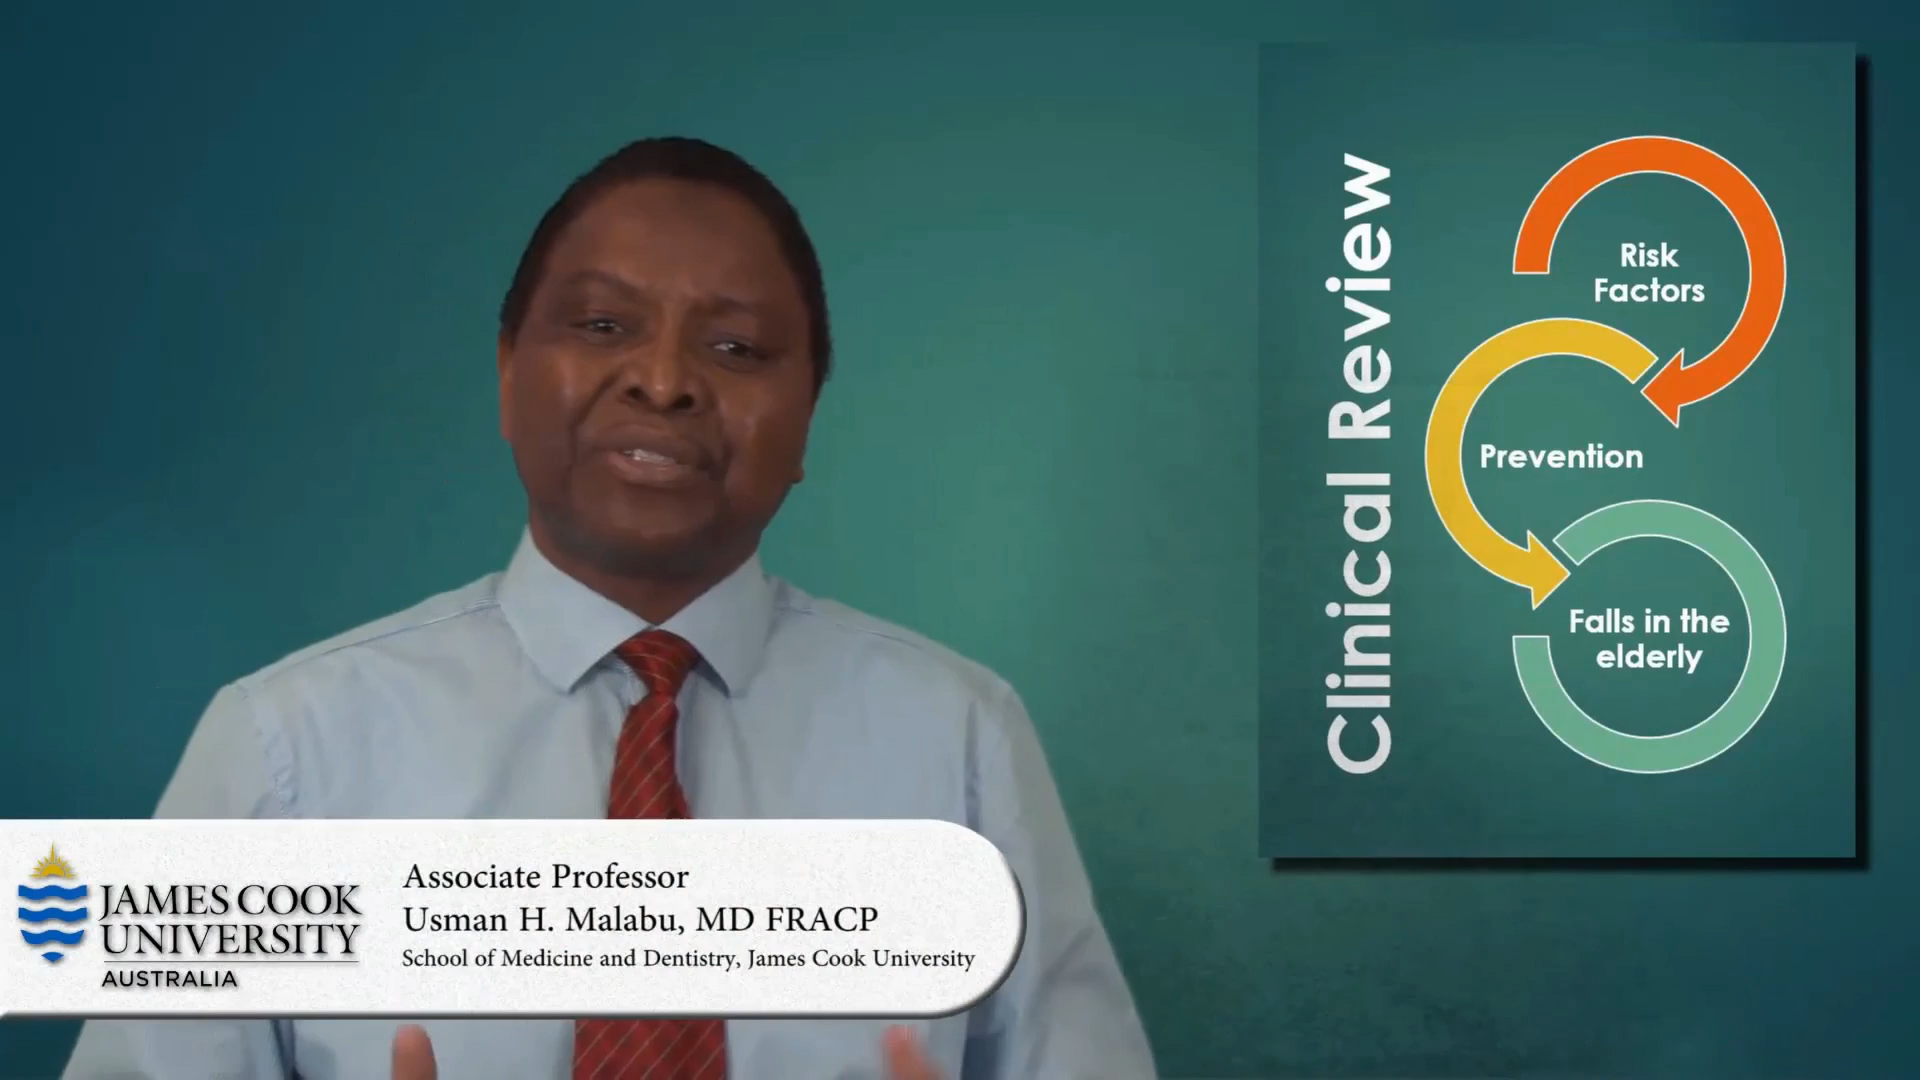 Clinical Review
Risk
Factors
Prevention
Falls in the
elderly
JAMES COOK
UNIVERSITY
AUSTRALIA
Associate Professor
Usman H. Malabu, MD FRACP
School of Medicine and Dentistry, James Cook University